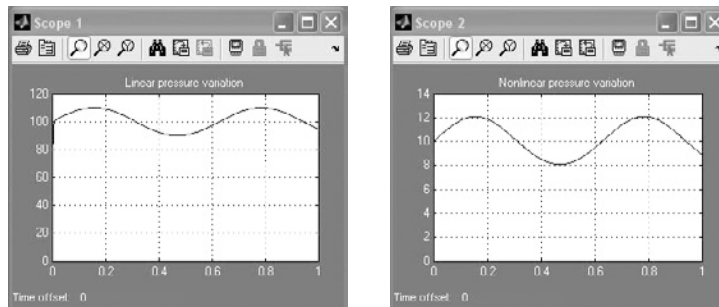 Scope 1
Linear pressure variation
120
100
80
60
40
20
0
0 0.2 0.4 0.6 0.8 1
Time offset: 0
Scope 2
Nonlinear pressure variation
14
12
10
8
6
4
2
0
0 0.2 0.4 0.6 0.8 1
Time offset: 0